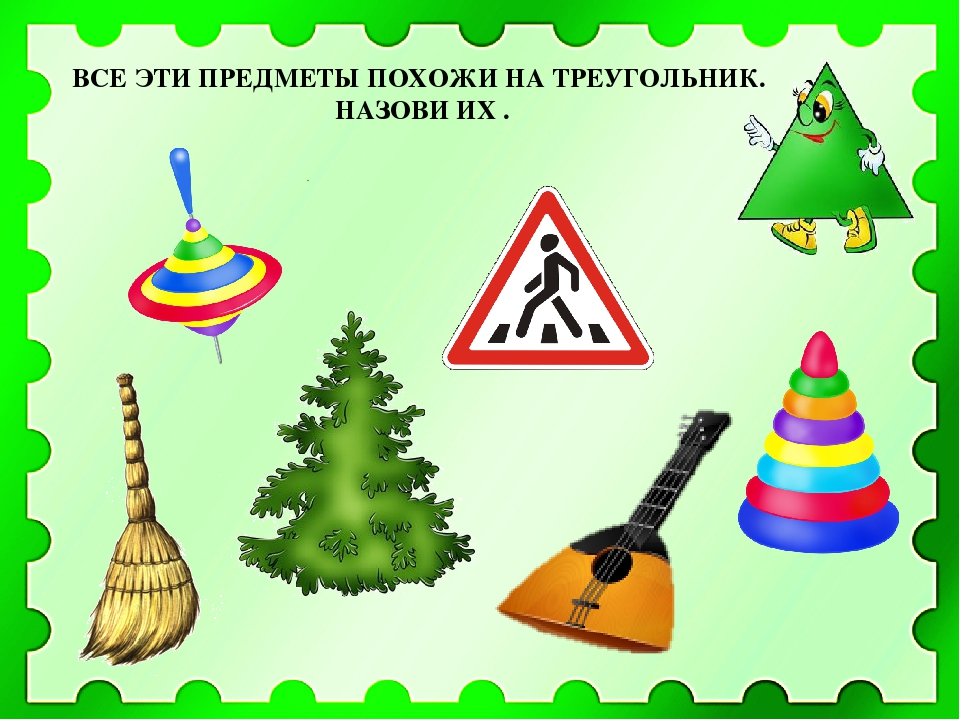 ВСЕ ЭТИ ПРЕДМЕТЫ ПОХОЖИ НА ТРЕУГОЛЬНИК.
НАЗОВИ ИХ .